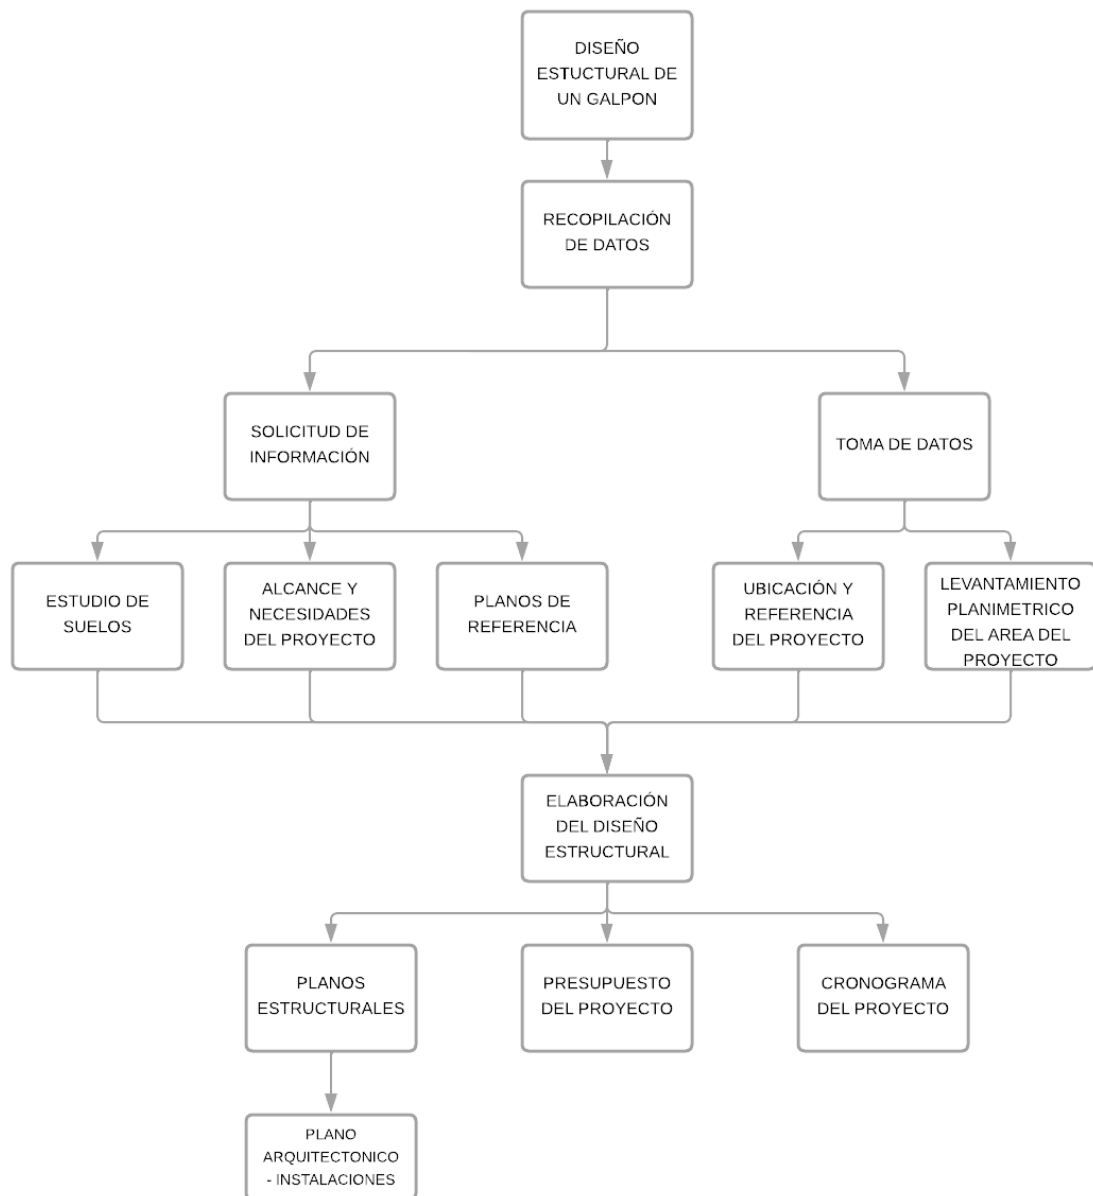 DISEÑO
ESTUCTURAL DE
UN GALPON
RECOPILACIÓN
DE DATOS
SOLICITUD DE
INFORMACIÓN
TOMA DE DATOS
ESTUDIO DE
SUELOS
ALCANCE Y
NECESIDADES
DEL PROYECTO
PLANOS DE
REFERENCIA
UBICACIÓN Y
REFERENCIA
DEL PROYECTO
LEVANTAMIENTO
PLANIMETRICO
DEL AREA DEL
PROYECTO
ELABORACIÓN
DEL DISEÑO
ESTRUCTURAL
PLANOS
ESTRUCTURALES
PRESUPUESTO
DEL PROYECTO
CRONOGRAMA
DEL PROYECTO
PLANO
ARQUITECTONICO
- INSTALACIONES